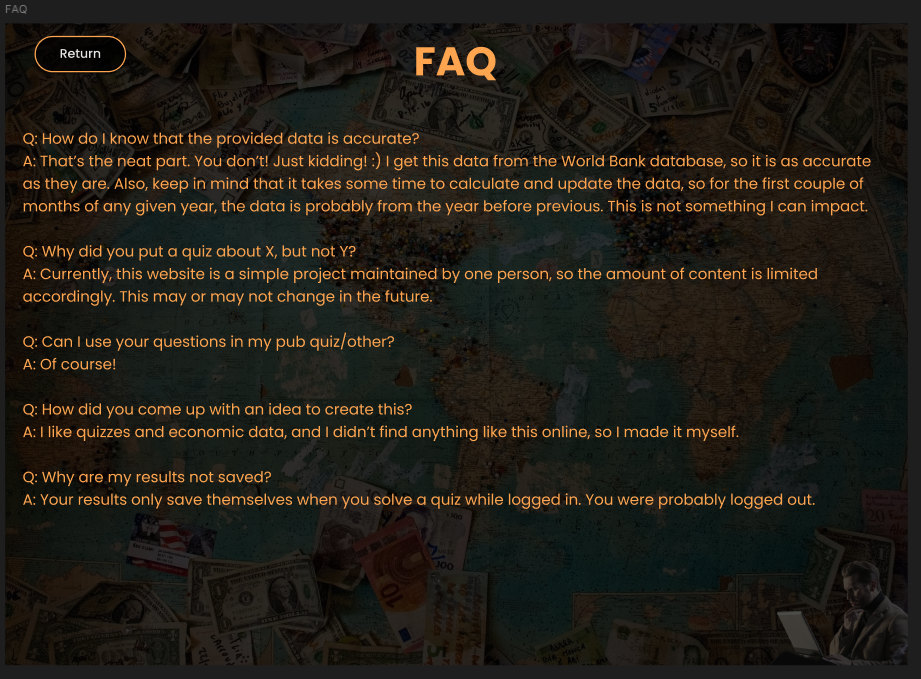 FAQ
Return
FAQ
Q: How do I know that the provided data is accurate?
A: That's the neat part. You don't! Just kidding! :) I get this data from the World Bank database, so it is as accurate
as they are. Also, keep in mind that it takes some time to calculate and update the data, so for the first couple of
months of any given year, the data is probably from the year before previous. This is not something I can impact.
Q: Why did you put a quiz about X, but not Y?
A: Currently, this website is a simple project maintained by one person, so the amount of content is limited
accordingly. This may or may not change in the future.
Q: Can I use your questions in my pub quiz/other?
A: Of course!
Q: How did you come up with an idea to create this?
A: I like quizzes and economic data, and I didn't find anything like this online, so I made it myself.
Q: Why are my results not saved?
A: Your results only save themselves when you solve a quiz while logged in. You were probably logged out.